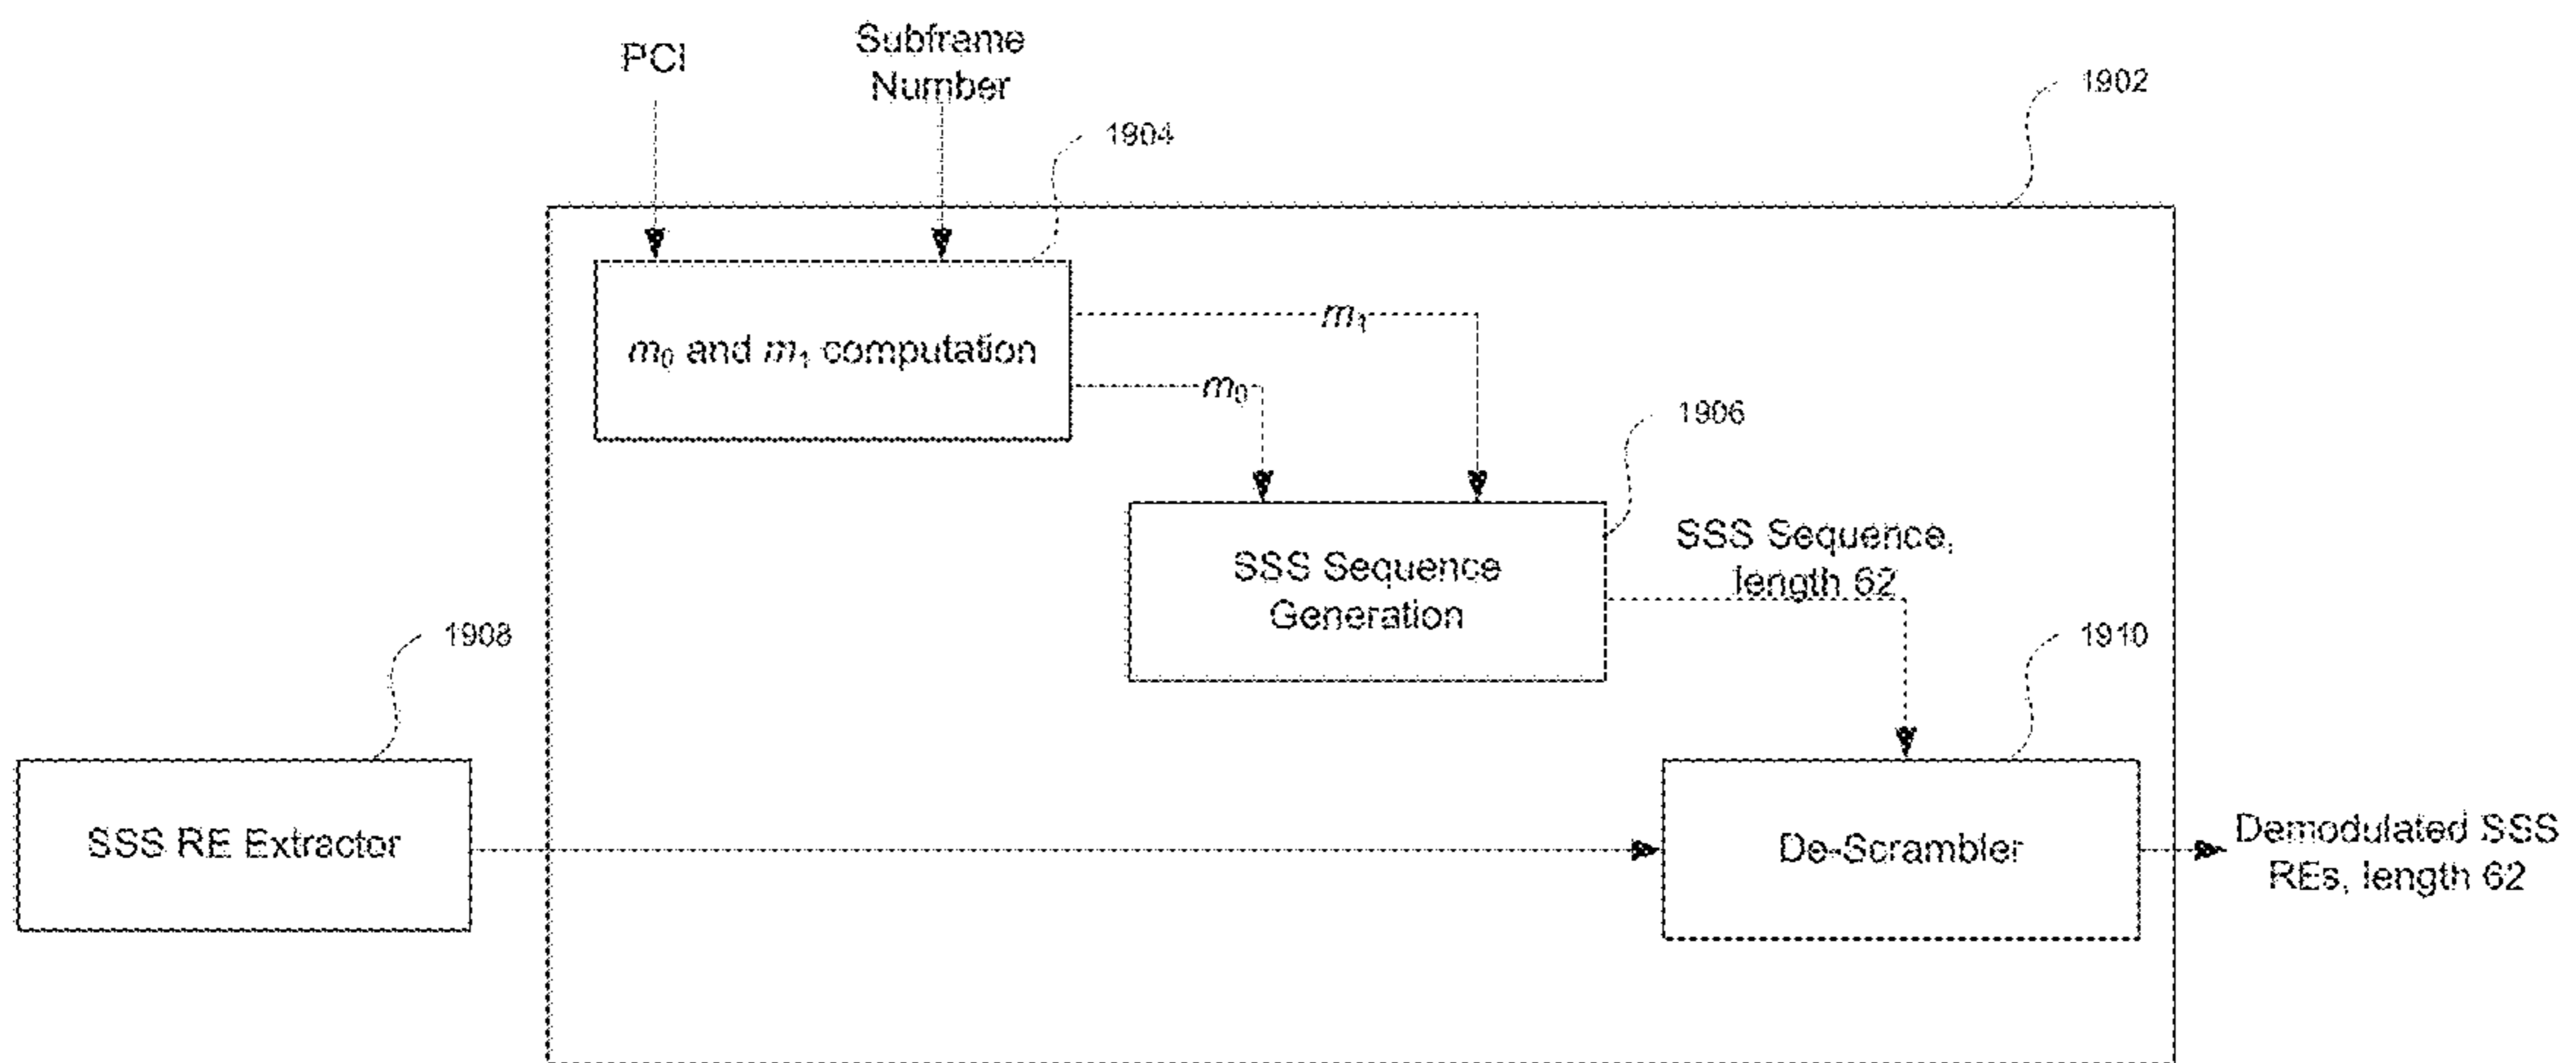 PCI
Subframe
Number
1902
1904
m₀ and m₁ computation
m₁
m₀
1906
SSS Sequence
Generation
SSS Sequence,
length 62
1908
1910
SSS RE Extractor
De-Scrambler
Demodulated SSS
REs, length 62